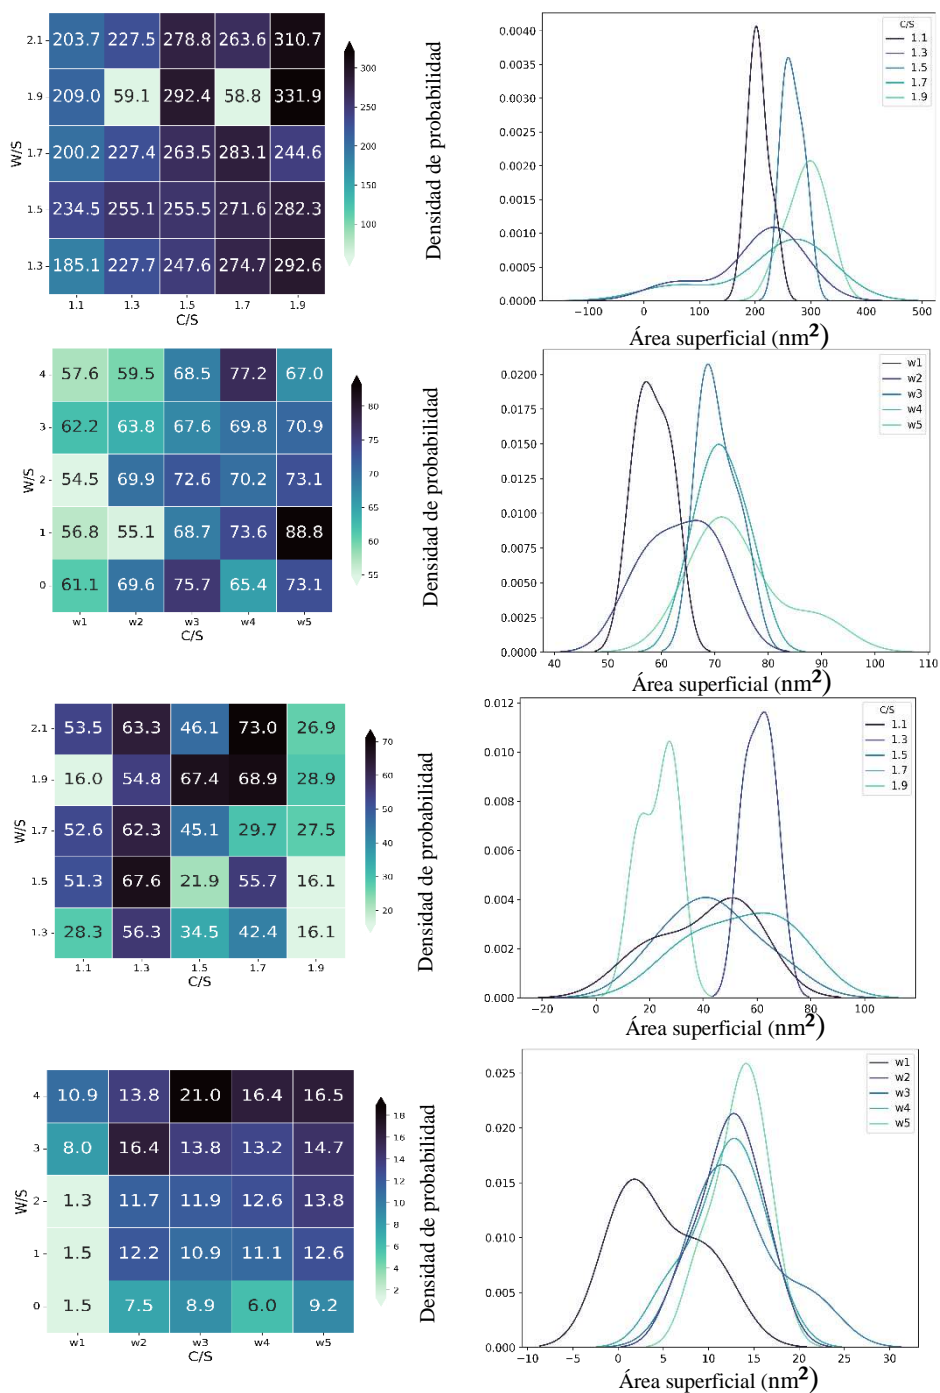 2.1 203.7 227.5 278.8 263.6 310.7
1.9 209.0 59.1 292.4 58.8 331.9
1.7 200.2 227.4 263.5 283.1 244.6
1.5 234.5 255.1 255.5 271.6 282.3
1.3 185.1 227.7 247.6 274.7 292.6
1.1 1.3 1.5 1.7 1.9
C/S
W/S
300
250
200
150
100
Densidad de probabilidad
0.0040
0.0035
0.0030
0.0025
0.0020
0.0015
0.0010
0.0005
0.0000
−100 0 100 200 300 400 500
C/S
1.1
1.3
1.5
1.7
1.9
Área superficial (nm²)
4 57.6 59.5 68.5 77.2 67.0
3 62.2 63.8 67.6 69.8 70.9
2 54.5 69.9 72.6 70.2 73.1
1 56.8 55.1 68.7 73.6 88.8
0 61.1 69.6 75.7 65.4 73.1
w1 w2 w3 w4 w5
C/S
W/S
80
75
70
65
60
55
Densidad de probabilidad
0.0200
0.0175
0.0150
0.0125
0.0100
0.0075
0.0050
0.0025
0.0000
40 50 60 70 80 90 100 110
w1
w2
w3
w4
w5
Área superficial (nm²)
2.1 53.5 63.3 46.1 73.0 26.9
1.9 16.0 54.8 67.4 68.9 28.9
1.7 52.6 62.3 45.1 29.7 27.5
1.5 51.3 67.6 21.9 55.7 16.1
1.3 28.3 56.3 34.5 42.4 16.1
1.1 1.3 1.5 1.7 1.9
C/S
W/S
70
60
50
40
30
20
Densidad de probabilidad
0.012
0.010
0.008
0.006
0.004
0.002
0.000
−20 0 20 40 60 80 100
C/S
1.1
1.3
1.5
1.7
1.9
Área superficial (nm²)
4 10.9 13.8 21.0 16.4 16.5
3 8.0 16.4 13.8 13.2 14.7
2 1.3 11.7 11.9 12.6 13.8
1 1.5 12.2 10.9 11.1 12.6
0 1.5 7.5 8.9 6.0 9.2
w1 w2 w3 w4 w5
C/S
W/S
18
16
14
12
10
8
6
4
2
Densidad de probabilidad
0.025
0.020
0.015
0.010
0.005
0.000
−10 −5 0 5 10 15 20 25 30
w1
w2
w3
w4
w5
Área superficial (nm²)